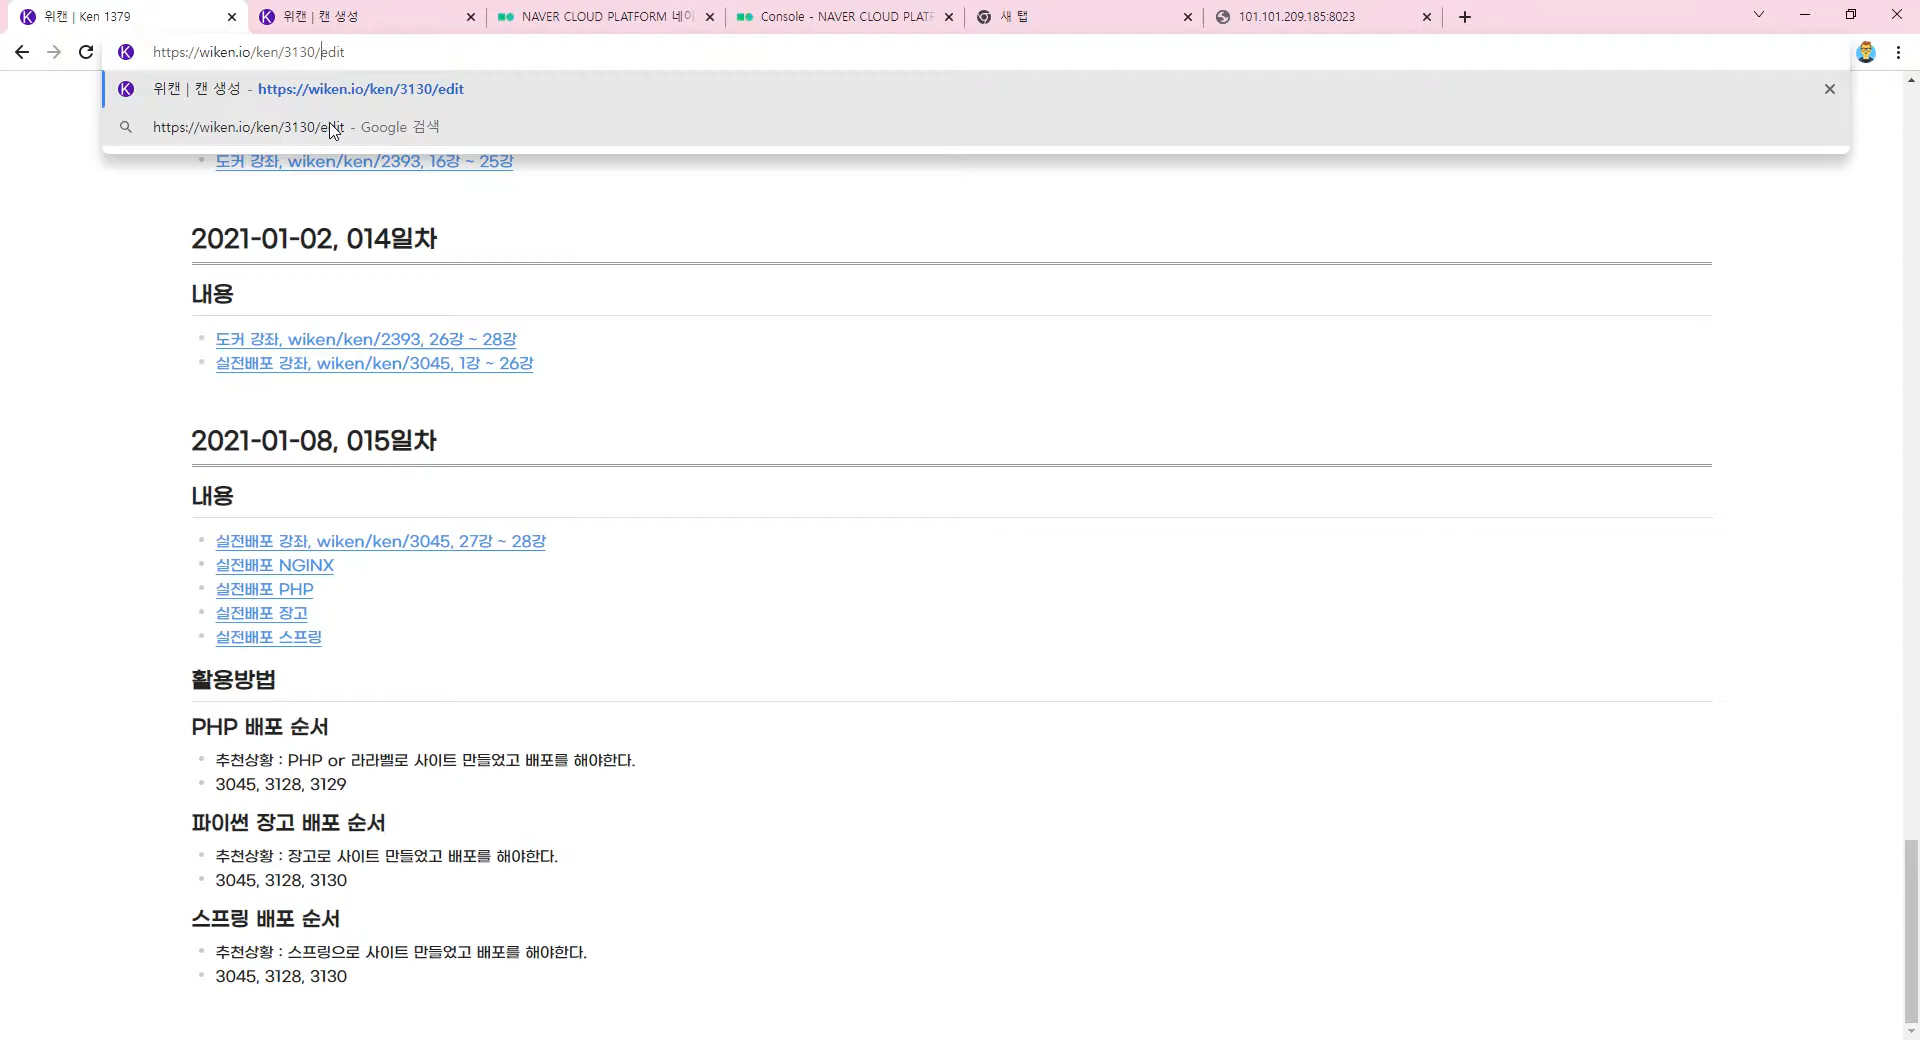 위캔 | Ken 1379
위캔 | 캔 생성
NAVER CLOUD PLATFORM 네이
Console - NAVER CLOUD PLATF
새 탭
101.101.209.185:8023
https://wiken.io/ken/3130/edit
위캔 | 캔 생성 - https://wiken.io/ken/3130/edit
https://wiken.io/ken/3130/edit - Google 검색
도커 강좌, wiken/ken/2393, 16강 ~ 25강
2021-01-02, 014일차
내용
도커 강좌, wiken/ken/2393, 26강 ~ 28강
실전배포 강좌, wiken/ken/3045, 1강 ~ 26강
2021-01-08, 015일차
내용
실전배포 강좌, wiken/ken/3045, 27강 ~ 28강
실전배포 NGINX
실전배포 PHP
실전배포 장고
실전배포 스프링
활용방법
PHP 배포 순서
추천상황 : PHP or 라라벨로 사이트 만들었고 배포를 해야한다.
3045, 3128, 3129
파이썬 장고 배포 순서
추천상황 : 장고로 사이트 만들었고 배포를 해야한다.
3045, 3128, 3130
스프링 배포 순서
추천상황 : 스프링으로 사이트 만들었고 배포를 해야한다.
3045, 3128, 3130